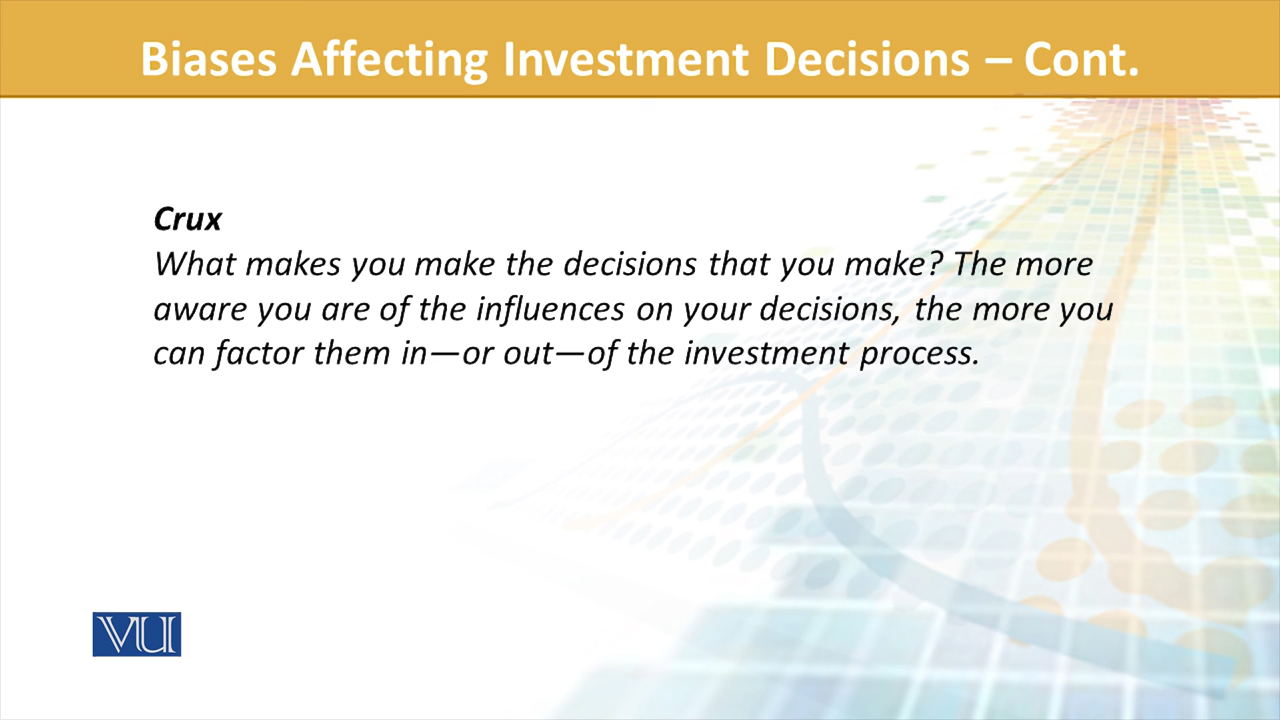 Biases Affecting Investment Decisions – Cont.
Crux
What makes you make the decisions that you make? The more
aware you are of the influences on your decisions, the more you
can factor them in—or out—of the investment process.
VU